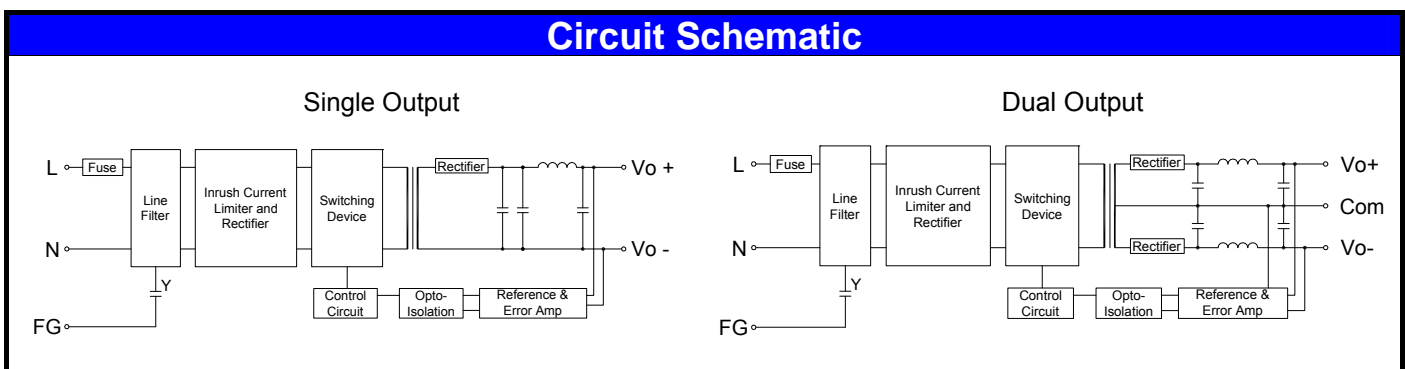 Circuit Schematic
Single Output
L
Fuse
Line
Filter
Inrush Current
Limiter and
Rectifier
Switching
Device
Rectifier
Vo +
N
Vo -
Y
Control
Circuit
Opto-
Isolation
Reference &
Error Amp
FG
Dual Output
L
Fuse
Line
Filter
Inrush Current
Limiter and
Rectifier
Switching
Device
Rectifier
Vo+
Com
N
Rectifier
Vo-
Y
Control
Circuit
Opto-
Isolation
Reference &
Error Amp
FG